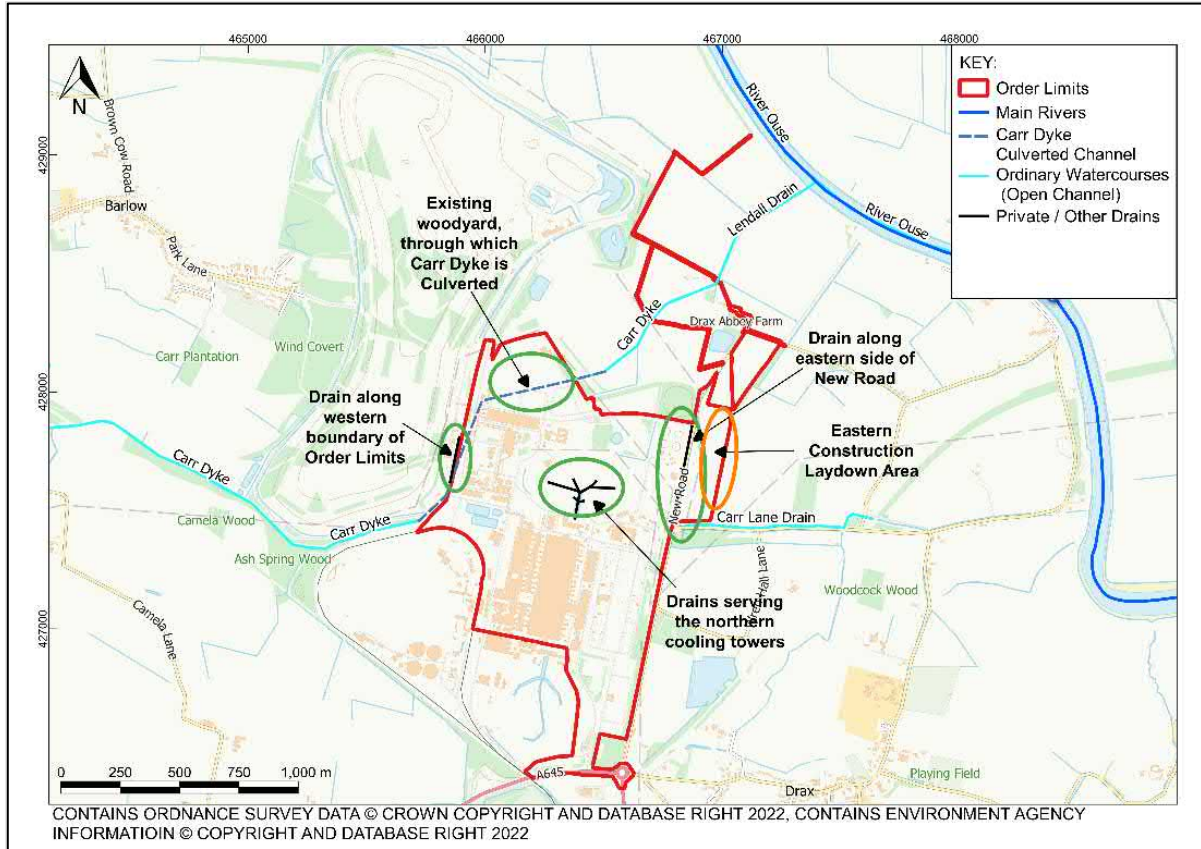 465000
466000
467000
468000
429000
428000
427000
N
KEY:
Order Limits
Main Rivers
Carr Dyke
Culverted Channel
Ordinary Watercourses
(Open Channel)
Private / Other Drains
River Ouse
River Ouse
Lendall Drain
Brown Cow Road
Barlow
Park Lane
Existing
woodyard,
through which
Carr Dyke is
Culverted
Carr Dyke
Drax Abbey Farm
Carr Plantation
Wind Covert
Drain along
eastern side of
New Road
Drain along
western
boundary of
Order Limits
Eastern
Construction
Laydown Area
New Road
Carr Dyke
Camela Wood
Carr Dyke
Ash Spring Wood
Carr Lane Drain
Hall Lane
Woodcock Wood
Drains serving
the northern
cooling towers
Camela Lane
A645
Drax
Playing Field
0 250 500 750 1,000 m
CONTAINS ORDNANCE SURVEY DATA © CROWN COPYRIGHT AND DATABASE RIGHT 2022, CONTAINS ENVIRONMENT AGENCY
INFORMATIOIN © COPYRIGHT AND DATABASE RIGHT 2022